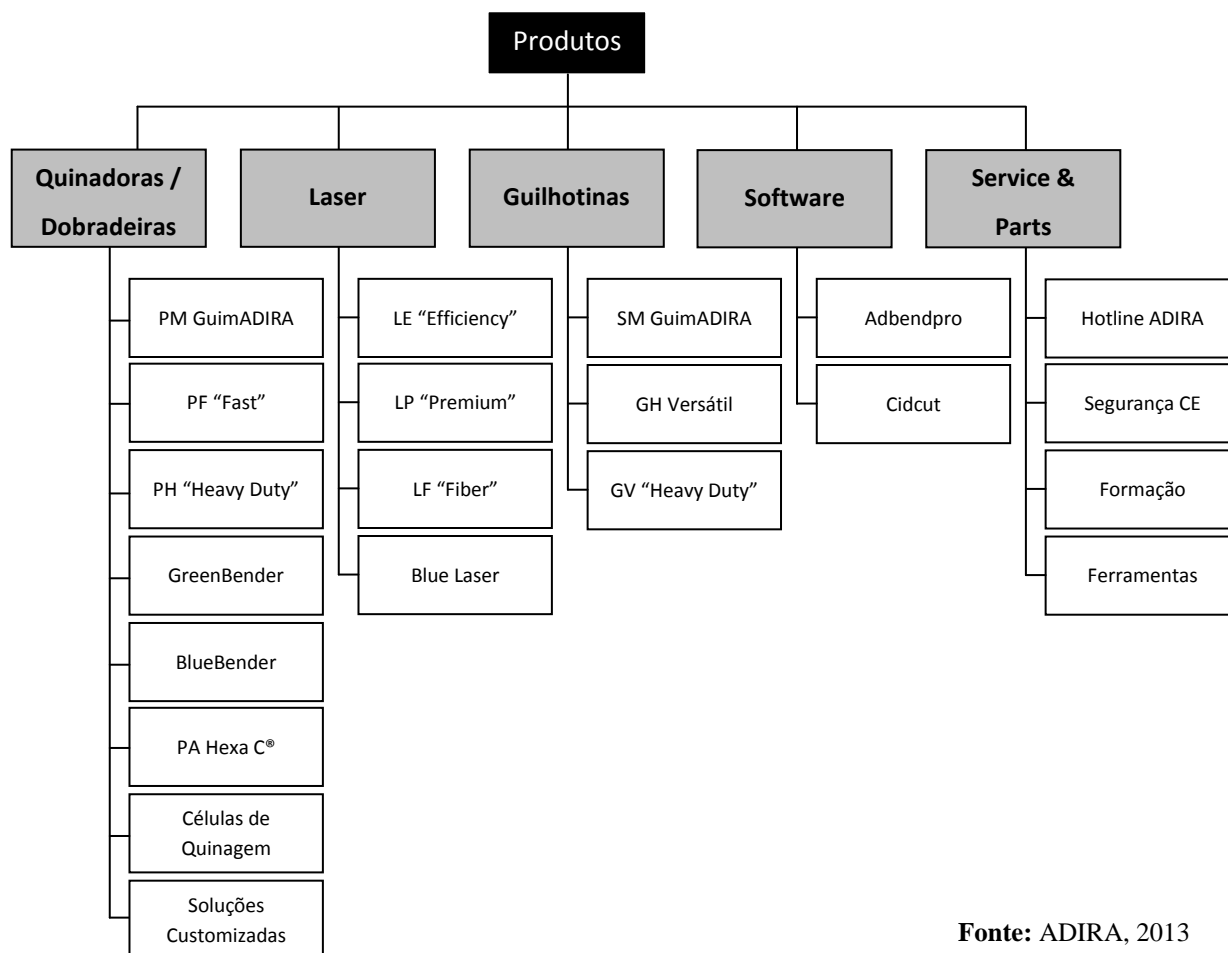 Produtos
Quinadoras /
Dobradeiras
Laser
Guilhotinas
Software
Service &
Parts
PM GuimADIRA
PF “Fast”
PH “Heavy Duty”
GreenBender
BlueBender
PA Hexa C®
Células de
Quinagem
Soluções
Customizadas
LE “Efficiency”
LP “Premium”
LF “Fiber”
Blue Laser
SM GuimADIRA
GH Versátil
GV “Heavy Duty”
Adbendpro
Cidcut
Hotline ADIRA
Segurança CE
Formação
Ferramentas
Fonte: ADIRA, 2013